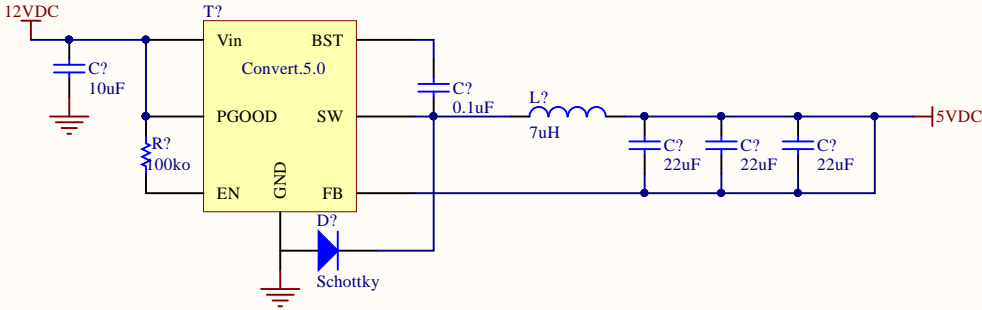 12VDC
T?
Vin
BST
Convert.5.0
C?
10uF
C?
0.1uF
PGOOD
SW
L?
7uH
5VDC
R?
100ko
C?
22uF
C?
22uF
C?
22uF
EN
GND
FB
D?
Schottky